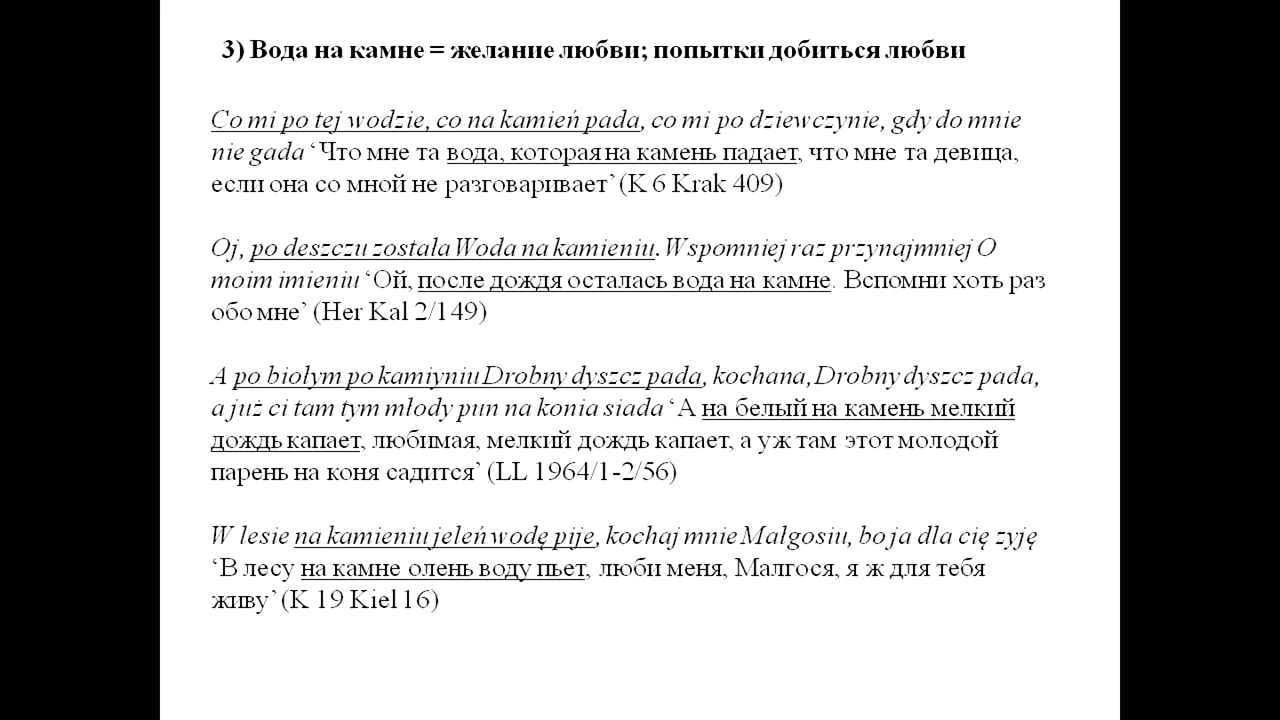 3) Вода на камне = желание любви; попытки добиться любви
Co mi po tej wodzie, co na kamień pada, co mi po dziewczynie, gdy do mnie
nie gada ‘Что мне та вода, которая на камень падает, что мне та девица,
если она со мной не разговаривает’ (K 6 Krak 409)
Oj, po deszczu została Woda na kamieniu. Wspomniej raz przynajmniej O
moim imieniu ‘Ой, после дождя осталась вода на камне. Вспомни хоть раз
обо мне’ (Her Kal 2/149)
A po biołym po kamiyniu Drobny dyszcz pada, kochana, Drobny dyszcz pada,
a już ci tam tym młody pun na konia siada ‘А на белый на камень мелкий
дождь капает, любимая, мелкий дождь капает, а уж там этот молодой
парень на коня садится’ (LL 1964/1-2/56)
W lesie na kamieniu jeleń wodę pije, kochaj mnie Małgosiu, bo ja dla cię zyję
‘В лесу на камне олень воду пьет, люби меня, Малгося, я ж для тебя
живу’ (K 19 Kiel 16)